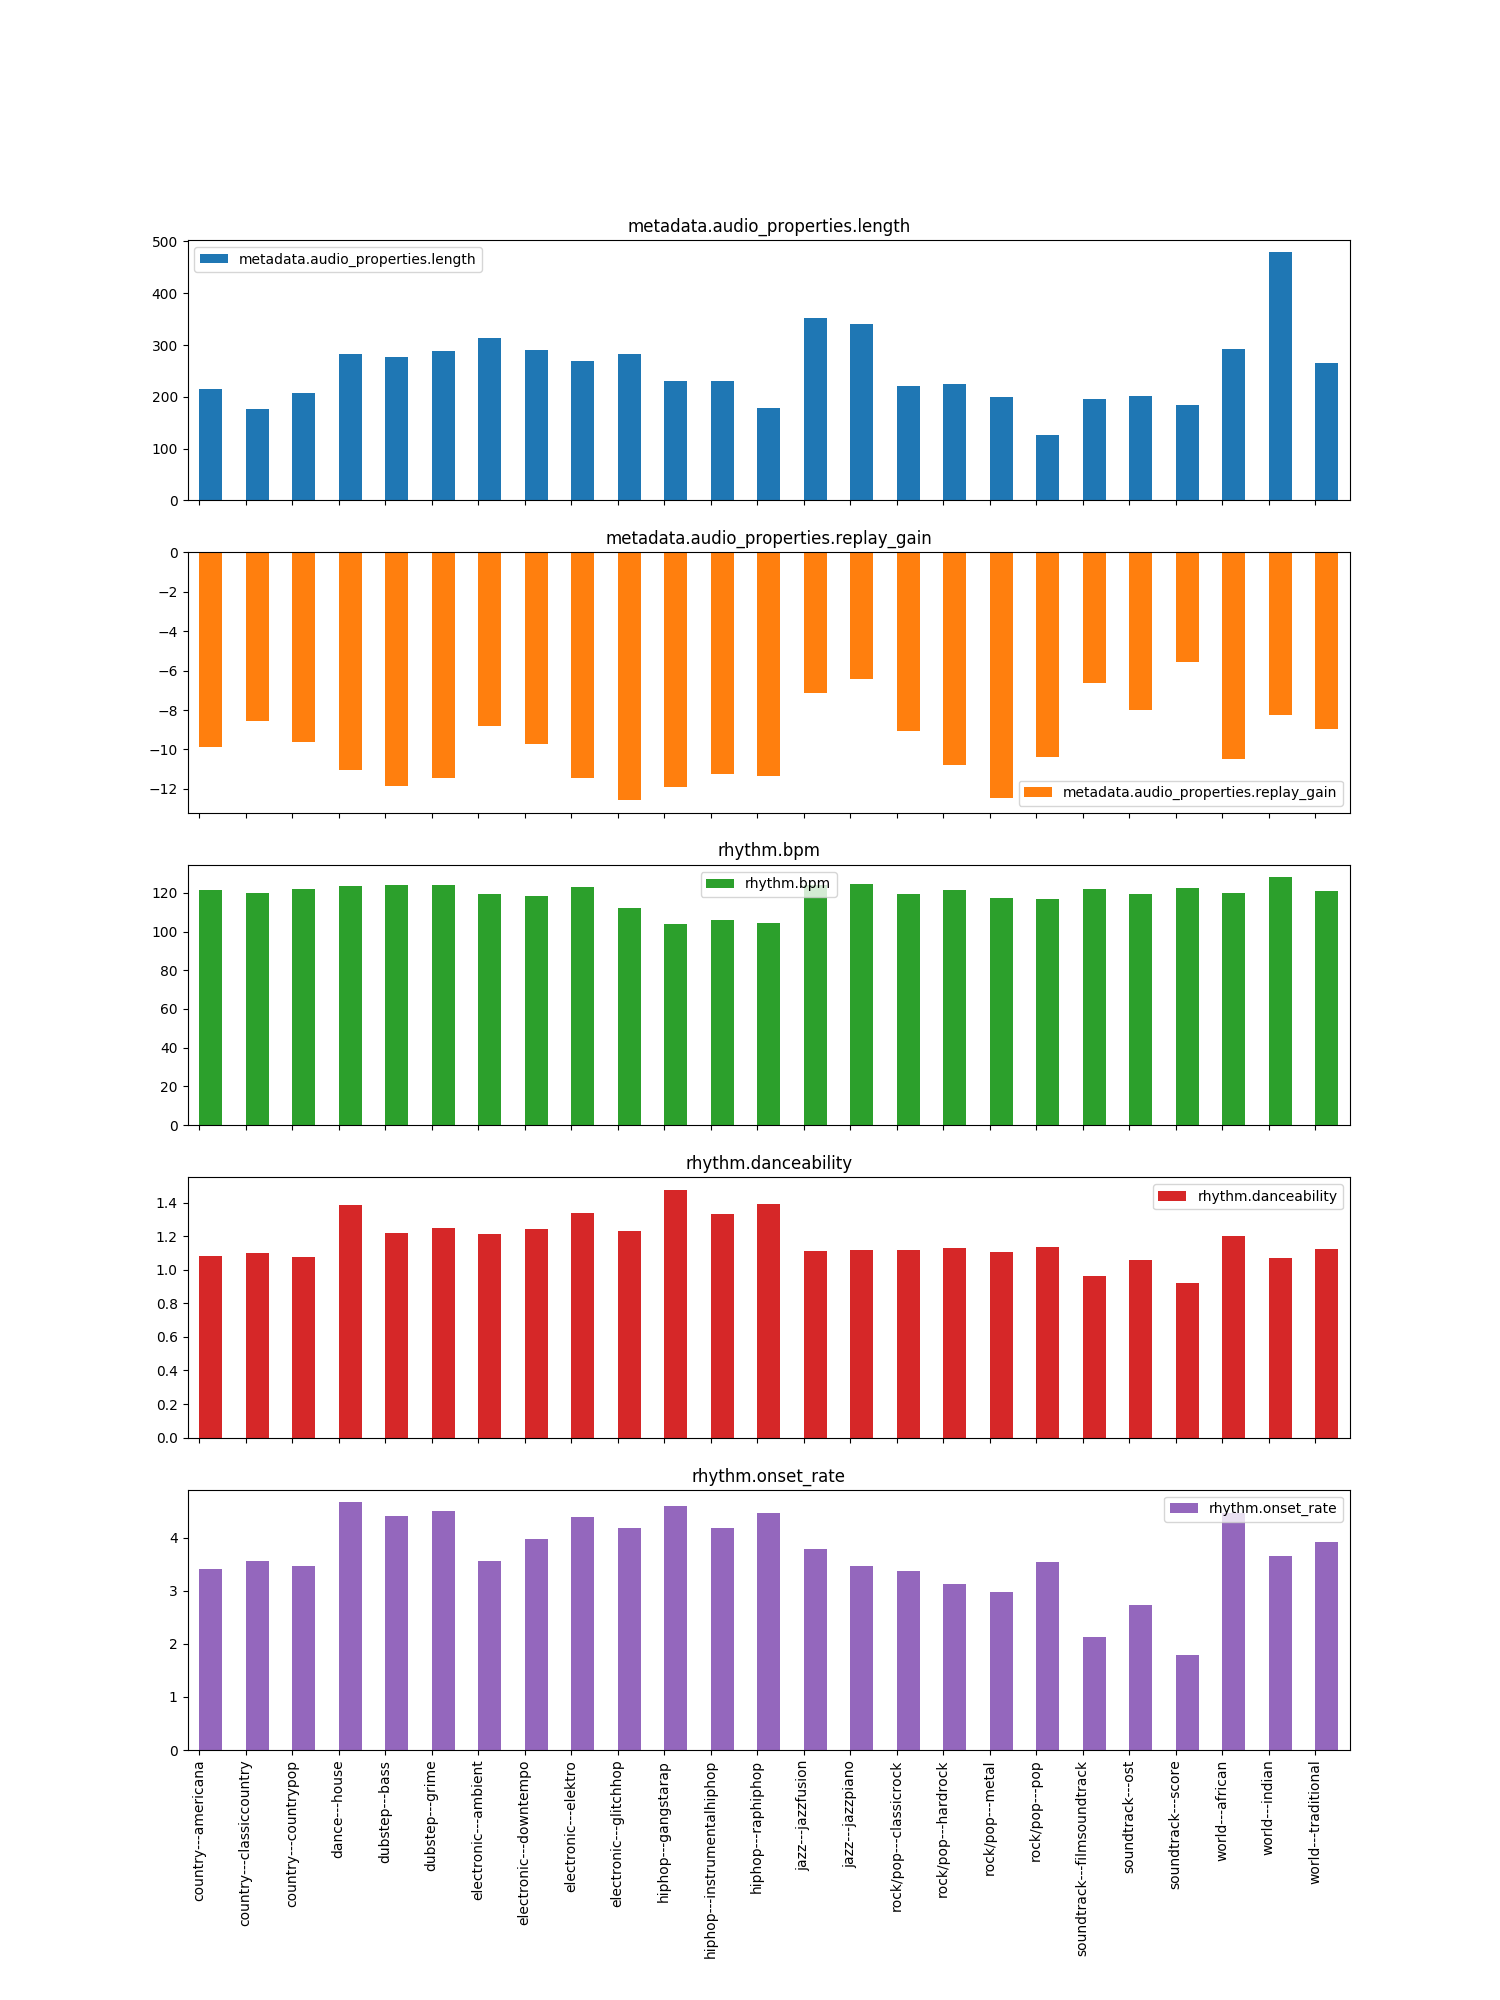 metadata.audio_properties.length
500
metadata.audio_properties.length
400
300
200
100
0
metadata.audio_properties.replay_gain
0
−2
−4
−6
−8
−10
−12
metadata.audio_properties.replay_gain
rhythm.bpm
rhythm.bpm
120
100
80
60
40
20
0
rhythm.danceability
rhythm.danceability
1.4
1.2
1.0
0.8
0.6
0.4
0.2
0.0
rhythm.onset_rate
rhythm.onset_rate
4
3
2
1
0
country---americana
country---classiccountry
country---countrypop
dance---house
dubstep---bass
dubstep---grime
electronic---ambient
electronic---downtempo
electronic---elektro
electronic---glitchhop
hiphop---gangstarap
hiphop---instrumentalhiphop
hiphop---raphiphop
jazz---jazzfusion
jazz---jazzpiano
rock/pop---classicrock
rock/pop---hardrock
rock/pop---metal
rock/pop---pop
soundtrack---filmsoundtrack
soundtrack---ost
soundtrack---score
world---african
world---indian
world---traditional